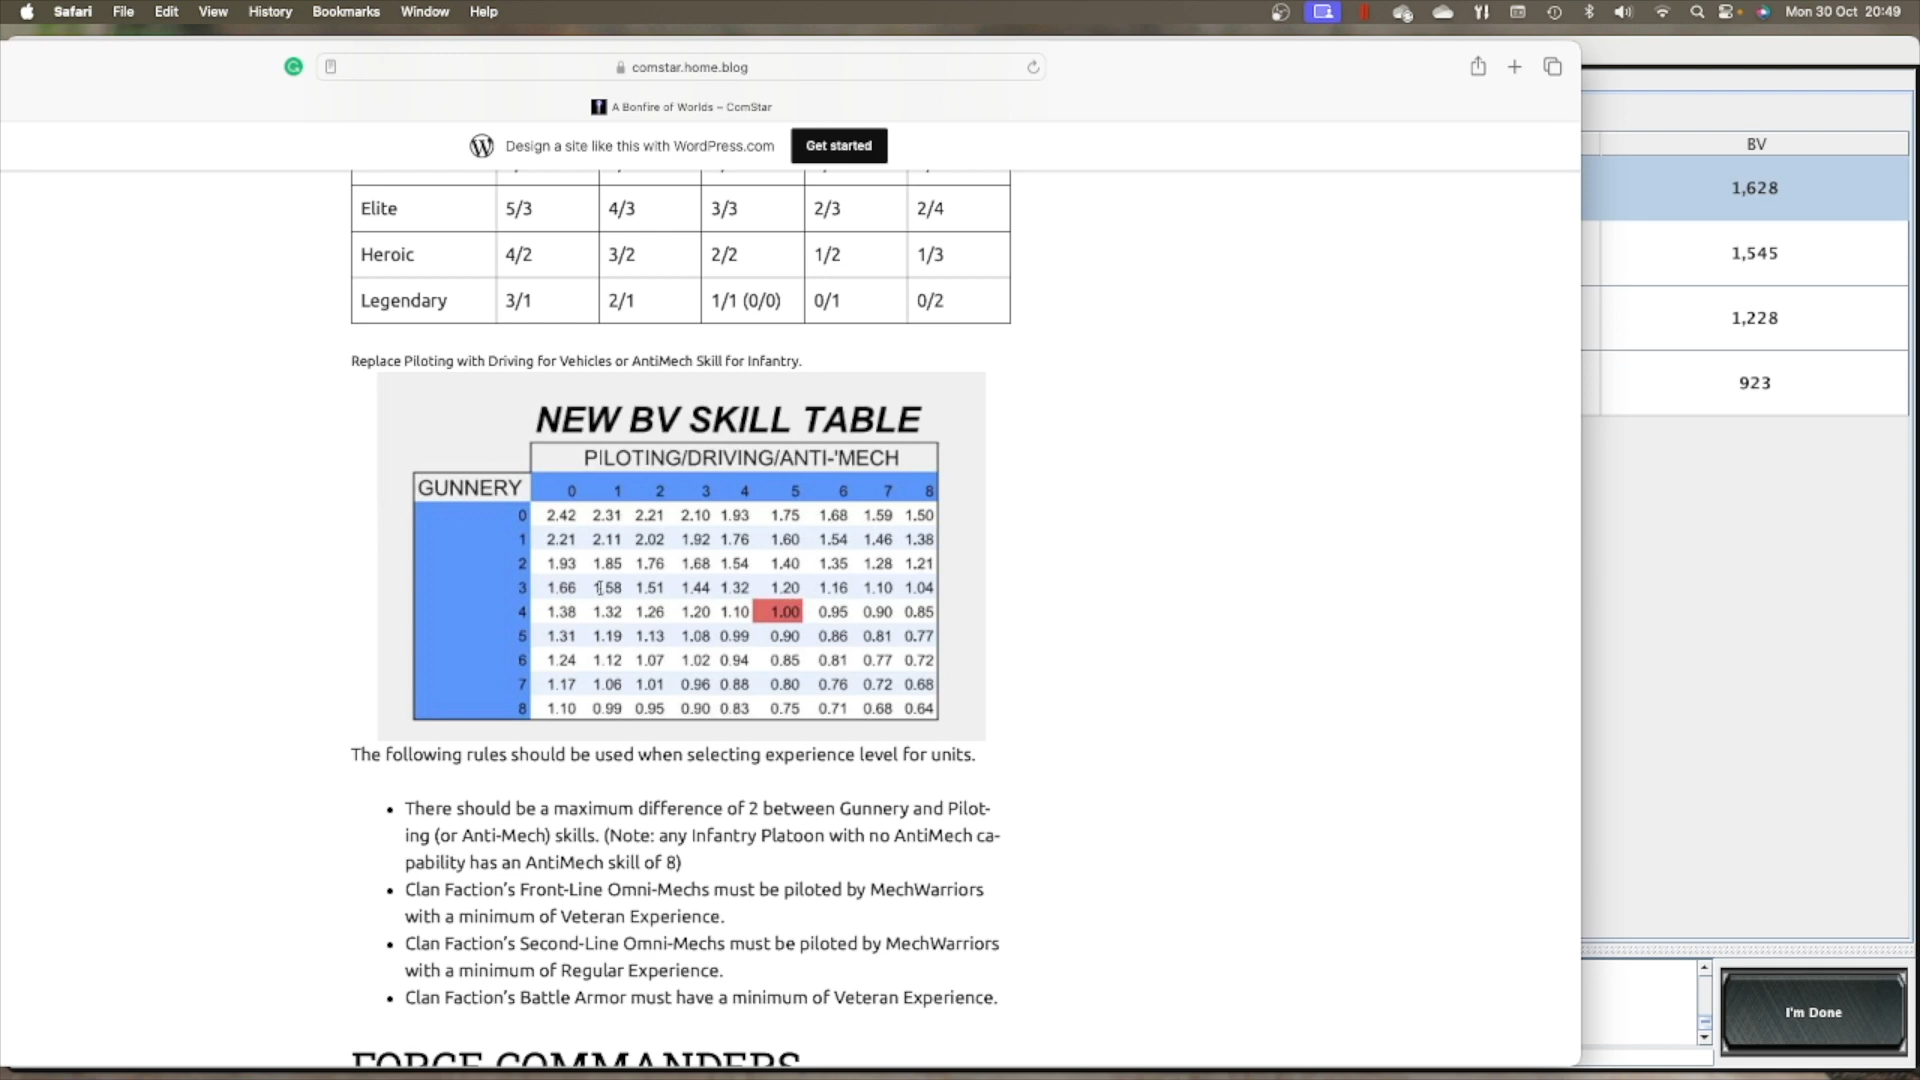 Safari File Edit View History Bookmarks Window Help Mon 30 Oct 20:49
comstar.home.blog
A Bonfire of Worlds – ComStar
Design a site like this with WordPress.com Get started
BV
1,628
1,545
1,228
923
Elite 5/3 4/3 3/3 2/3 2/4
Heroic 4/2 3/2 2/2 1/2 1/3
Legendary 3/1 2/1 1/1 (0/0) 0/1 0/2
Replace Piloting with Driving for Vehicles or AntiMech Skill for Infantry.
NEW BV SKILL TABLE
PILOTING/DRIVING/ANTI-'MECH
GUNNERY 0 1 2 3 4 5 6 7 8
0 2.42 2.31 2.21 2.10 1.93 1.75 1.68 1.59 1.50
1 2.21 2.11 2.02 1.92 1.76 1.60 1.54 1.46 1.38
2 1.93 1.85 1.76 1.68 1.54 1.40 1.35 1.28 1.21
3 1.66 1.58 1.51 1.44 1.32 1.20 1.16 1.10 1.04
4 1.38 1.32 1.26 1.20 1.10 1.00 0.95 0.90 0.85
5 1.31 1.19 1.13 1.08 0.99 0.90 0.86 0.81 0.77
6 1.24 1.12 1.07 1.02 0.94 0.85 0.81 0.77 0.72
7 1.17 1.06 1.01 0.96 0.88 0.80 0.76 0.72 0.68
8 1.10 0.99 0.95 0.90 0.83 0.75 0.71 0.68 0.64
The following rules should be used when selecting experience level for units.
• There should be a maximum difference of 2 between Gunnery and Pilot-
ing (or Anti-Mech) skills. (Note: any Infantry Platoon with no AntiMech ca-
pability has an AntiMech skill of 8)
• Clan Faction's Front-Line Omni-Mechs must be piloted by MechWarriors
with a minimum of Veteran Experience.
• Clan Faction's Second-Line Omni-Mechs must be piloted by MechWarriors
with a minimum of Regular Experience.
• Clan Faction's Battle Armor must have a minimum of Veteran Experience.
FORCE COMMANDERS
I'm Done